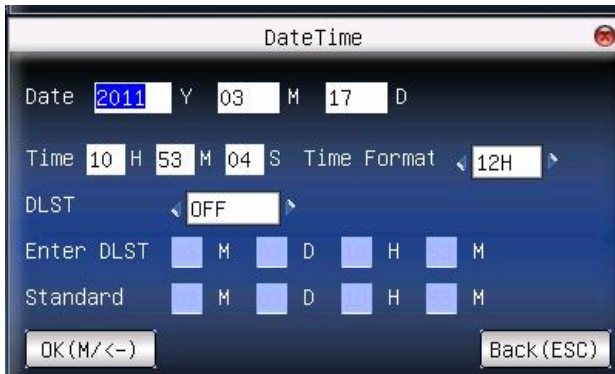 DateTime
Date 2011 Y 03 M 17 D
Time 10 H 53 M 04 S Time Format 12H
DLST OFF
Enter DLST M D H M
Standard M D H M
OK(M/<-) Back(ESC)